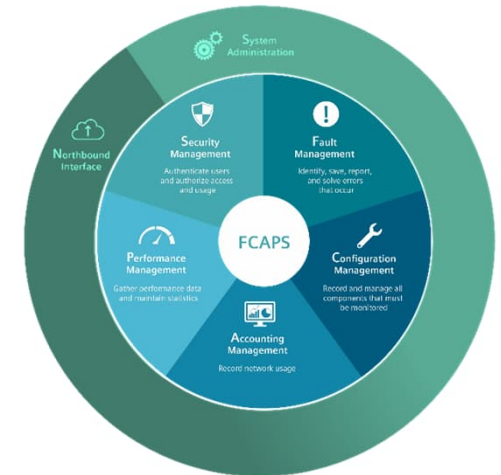 System
Administration
Northbound
Interface
Security
Management
Authenticate users
and authorize access
and usage
Fault
Management
Identify, save, report,
and solve errors
that occur
FCAPS
Performance
Management
Gather performance data
and maintain statistics
Configuration
Management
Record and manage all
components that must
be monitored
Accounting
Management
Record network usage